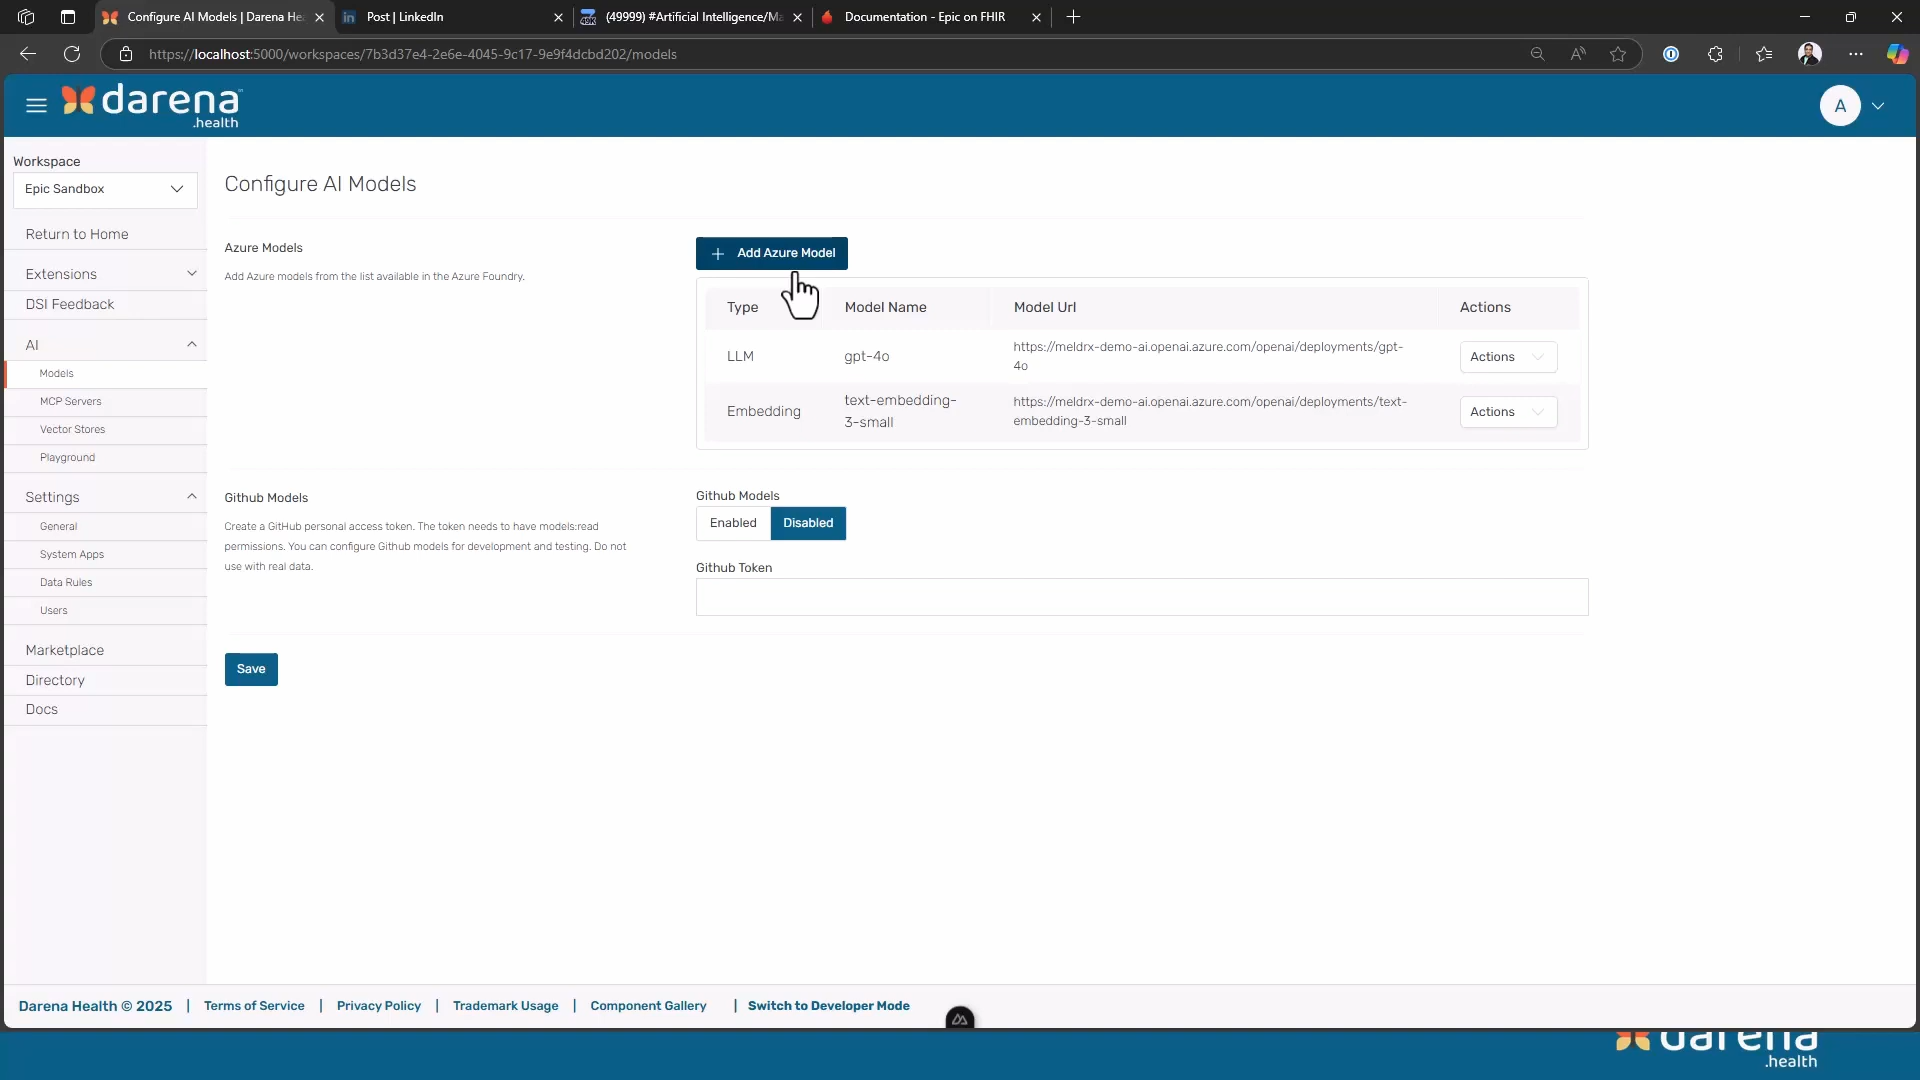 Configure AI Models | Darena He
Post | LinkedIn
(49999) #Artificial Intelligence/Ma
Documentation - Epic on FHIR
https://localhost:5000/workspaces/7b3d37e4-2e6e-4045-9c17-9e9f4dcbd202/models
darena
.health
A
Workspace
Epic Sandbox
Return to Home
Extensions
DSI Feedback
AI
Models
MCP Servers
Vector Stores
Playground
Settings
General
System Apps
Data Rules
Users
Marketplace
Directory
Docs
Configure AI Models
Azure Models
Add Azure models from the list available in the Azure Foundry.
Add Azure Model
Type Model Name Model Url Actions
LLM gpt-4o https://meldrx-demo-ai.openai.azure.com/openai/deployments/gpt-
4o
Actions
Embedding text-embedding-
3-small
https://meldrx-demo-ai.openai.azure.com/openai/deployments/text-
embedding-3-small
Actions
Github Models
Create a GitHub personal access token. The token needs to have models:read
permissions. You can configure Github models for development and testing. Do not
use with real data.
Github Models
Enabled Disabled
Github Token
Save
Darena Health © 2025 | Terms of Service | Privacy Policy | Trademark Usage | Component Gallery | Switch to Developer Mode
darena
.health